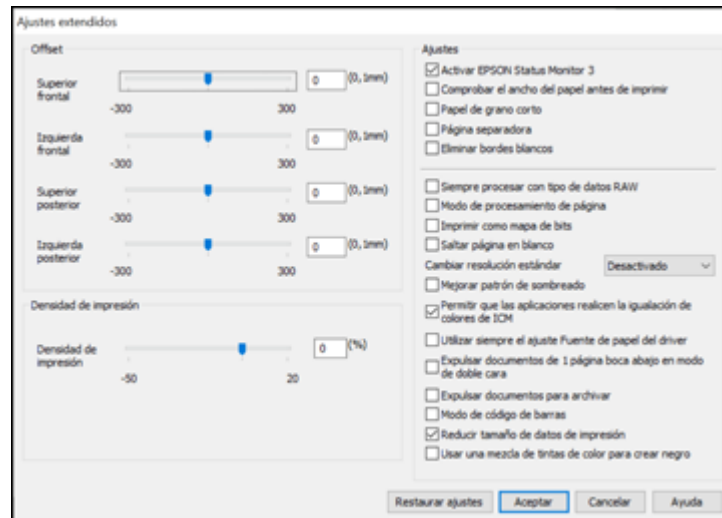 Ajustes extendidos
Offset
Superior
frontal
0
(0,1mm)
-300
300
Izquierda
frontal
0
(0,1mm)
-300
300
Superior
posterior
0
(0,1mm)
-300
300
Izquierda
posterior
0
(0,1mm)
-300
300
Densidad de impresión
Densidad de
impresión
0
(%)
-50
20
Ajustes
Activar EPSON Status Monitor 3
Comprobar el ancho del papel antes de imprimir
Papel de grano corto
Página separadora
Eliminar bordes blancos
Siempre procesar con tipo de datos RAW
Modo de procesamiento de página
Imprimir como mapa de bits
Saltar página en blanco
Cambiar resolución estándar
Desactivado
Mejorar patrón de sombreado
Permitir que las aplicaciones realicen la igualación de
colores de ICM
Utilizar siempre el ajuste Fuente de papel del driver
Expulsar documentos de 1 página boca abajo en modo
de doble cara
Expulsar documentos para archivar
Modo de código de barras
Reducir tamaño de datos de impresión
Usar una mezcla de tintas de color para crear negro
Restaurar ajustes
Aceptar
Cancelar
Ayuda